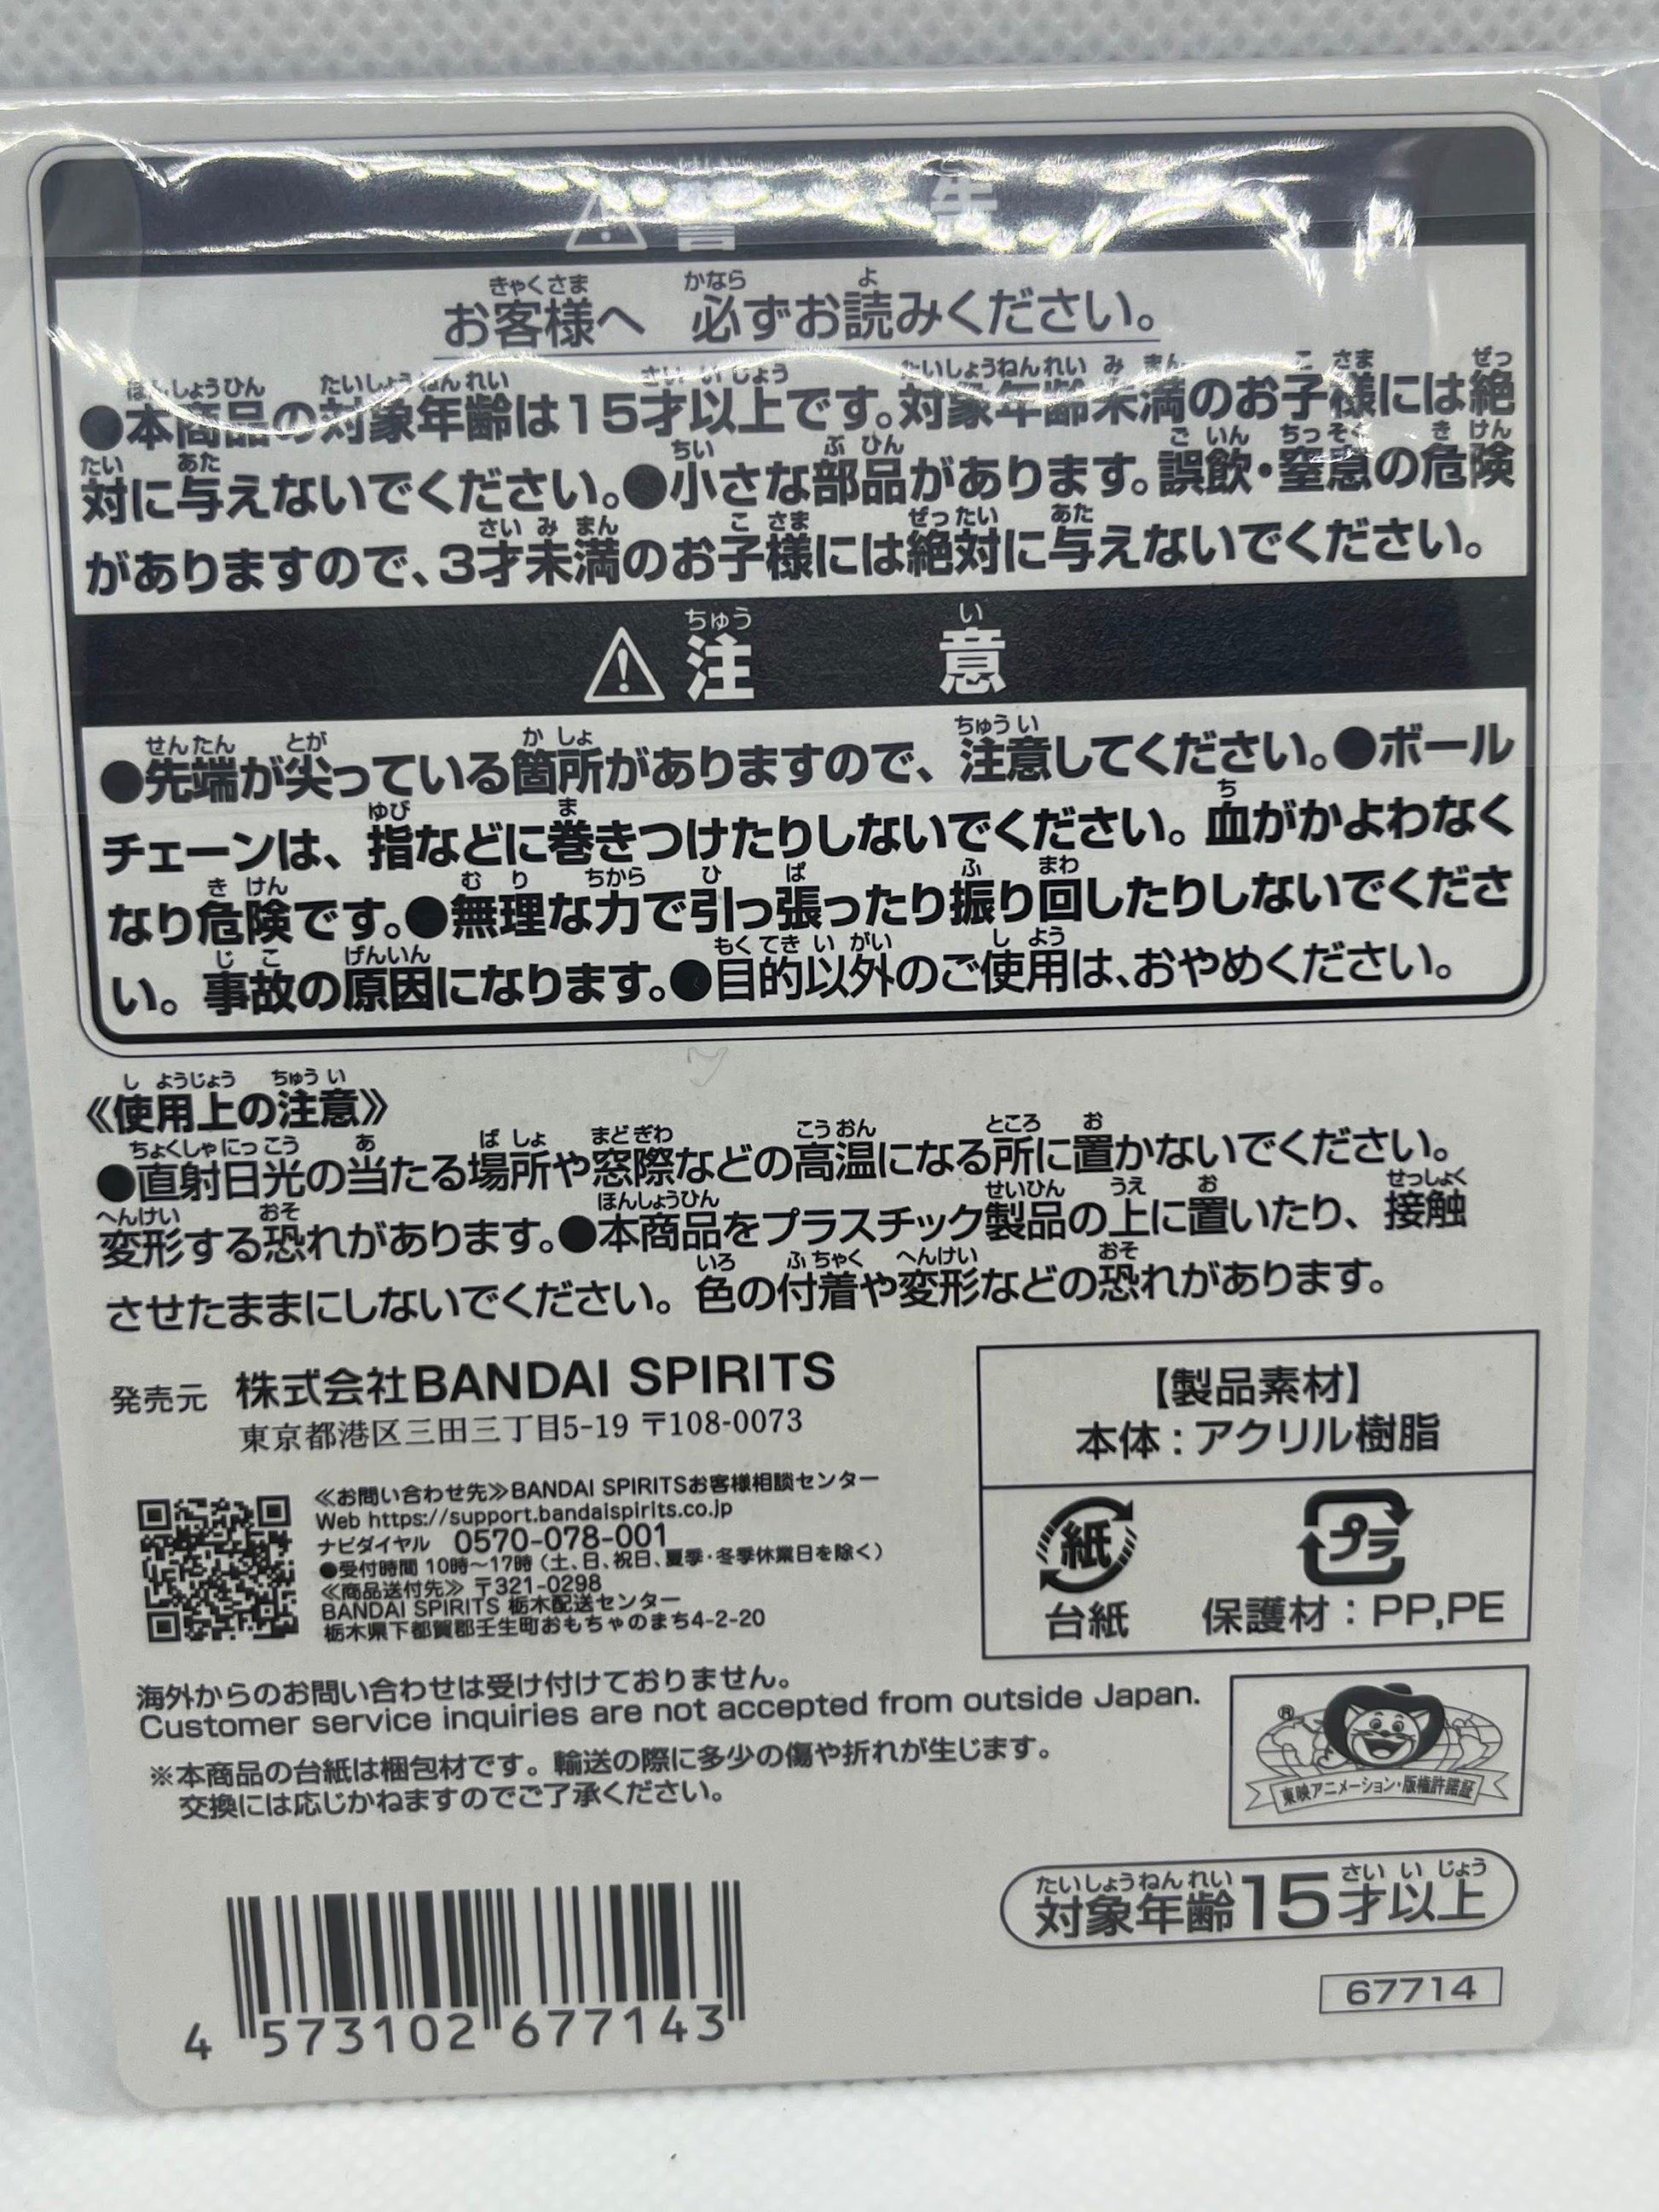 警告
お客様へ 必ずお読みください。
●本商品の対象年齢は15才以上です。対象年齢未満のお子様には絶
対に与えないでください。●小さな部品があります。誤飲・窒息の危険
がありますので、3才未満のお子様には絶対に与えないでください。
注意
●先端が尖っている箇所がありますので、注意してください。●ボール
チェーンは、指などに巻きつけたりしないでください。血がかよわなく
なり危険です。●無理な力で引っ張ったり振り回したりしないでくださ
い。事故の原因になります。●目的以外のご使用は、おやめください。
《使用上の注意》
●直射日光の当たる場所や窓際などの高温になる所に置かないでください。
変形する恐れがあります。●本商品をプラスチック製品の上に置いたり、接触
させたままにしないでください。色の付着や変形などの恐れがあります。
発売元 株式会社BANDAI SPIRITS
東京都港区三田三丁目5-19 〒108-0073
≪お問い合わせ先≫BANDAI SPIRITSお客様相談センター
Web https://support.bandaispirits.co.jp
ナビダイヤル 0570-078-001
●受付時間 10時～17時（土、日、祝日、夏季・冬季休業日を除く）
≪商品送付先≫ 〒321-0298
BANDAI SPIRITS 栃木配送センター
栃木県下都賀郡壬生町おもちゃのまち4-2-20
【製品素材】
本体：アクリル樹脂
紙 プラ
台紙 保護材：PP,PE
海外からのお問い合わせは受け付けておりません。
Customer service inquiries are not accepted from outside Japan.
※本商品の台紙は梱包材です。輸送の際に多少の傷や折れが生じます。
交換には応じかねますのでご了承ください。
®
東映アニメーション・版権許諾証
対象年齢15才以上
67714
4 573102 677143